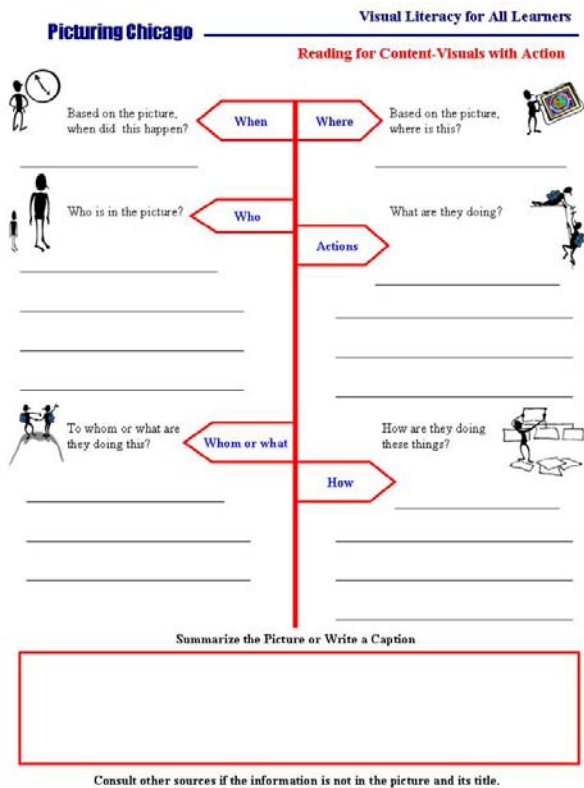 Visual Literacy for All Learners
Picturing Chicago
Reading for Content-Visuals with Action
Based on the picture,
when did this happen?
When
Where
Based on the picture,
where is this?
Who is in the picture?
Who
What are they doing?
Actions
To whom or what are
they doing this?
Whom or what
How are they doing
these things?
How
Summarize the Picture or Write a Caption
Consult other sources if the information is not in the picture and its title.